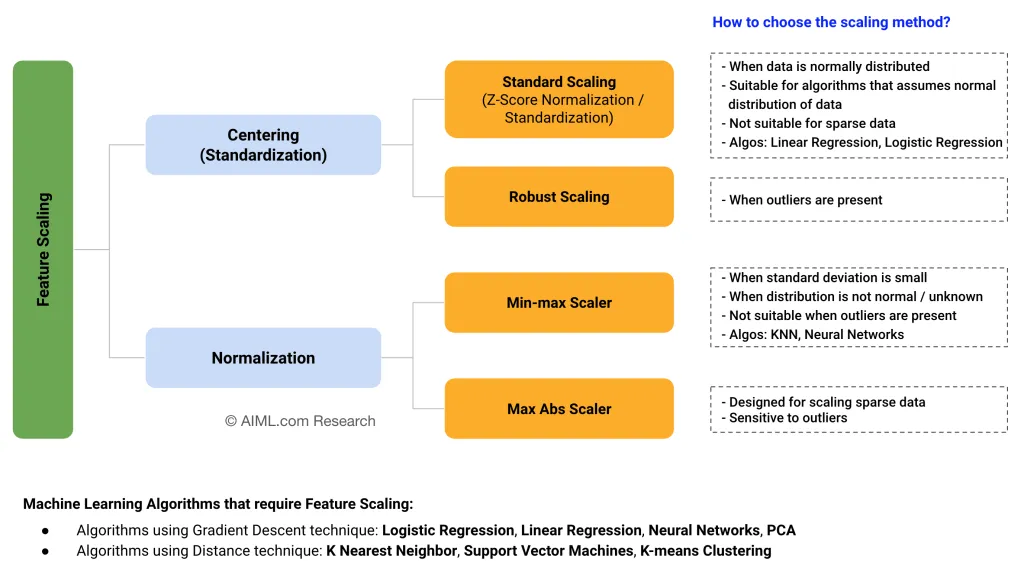 How to choose the scaling method?
Feature Scaling
Centering
(Standardization)
Normalization
Standard Scaling
(Z-Score Normalization /
Standardization)
- When data is normally distributed
- Suitable for algorithms that assumes normal
distribution of data
- Not suitable for sparse data
- Algos: Linear Regression, Logistic Regression
Robust Scaling
- When outliers are present
Min-max Scaler
- When standard deviation is small
- When distribution is not normal / unknown
- Not suitable when outliers are present
- Algos: KNN, Neural Networks
Max Abs Scaler
- Designed for scaling sparse data
- Sensitive to outliers
© AIML.com Research
Machine Learning Algorithms that require Feature Scaling:
● Algorithms using Gradient Descent technique: Logistic Regression, Linear Regression, Neural Networks, PCA
● Algorithms using Distance technique: K Nearest Neighbor, Support Vector Machines, K-means Clustering